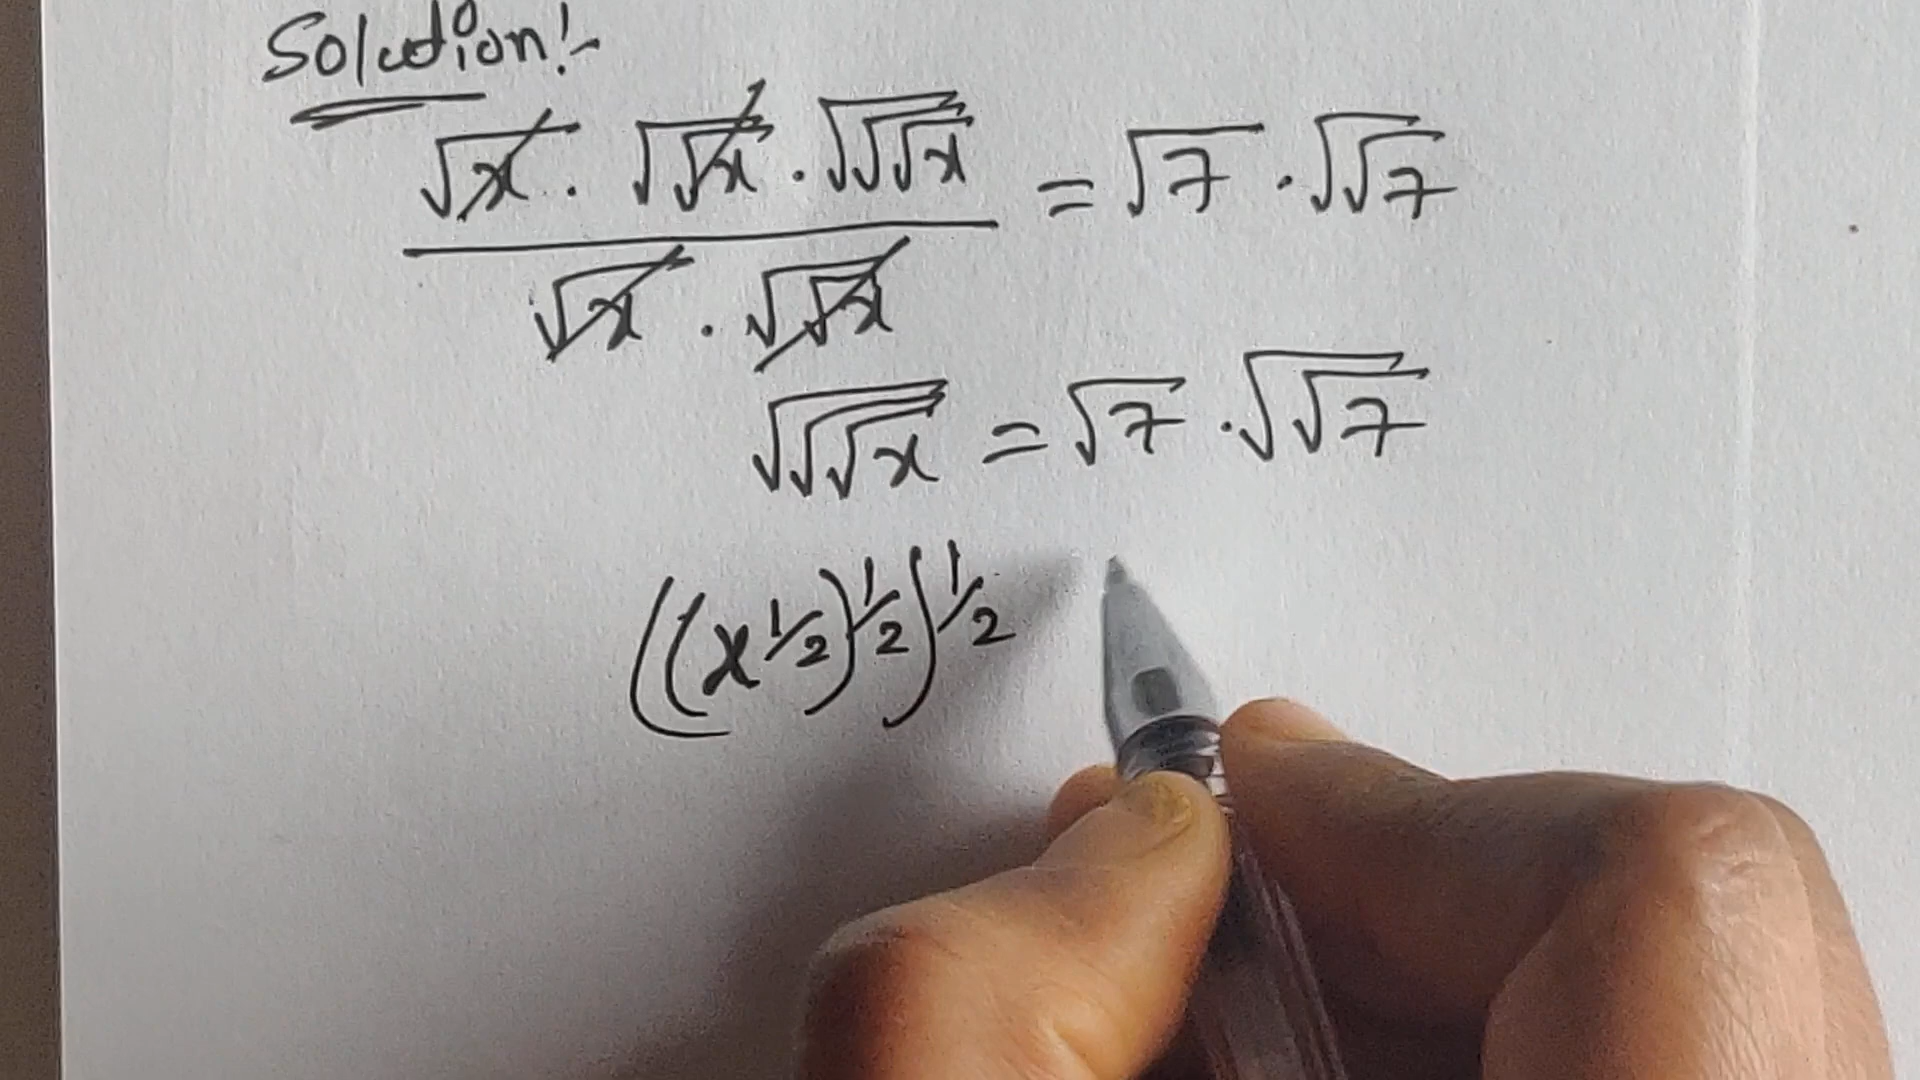 Solution!-
√x . √√x . √√√x / √x . √√x = √7 . √√7
√√√x = √7 . √√7
((x^1/2)^1/2)^1/2